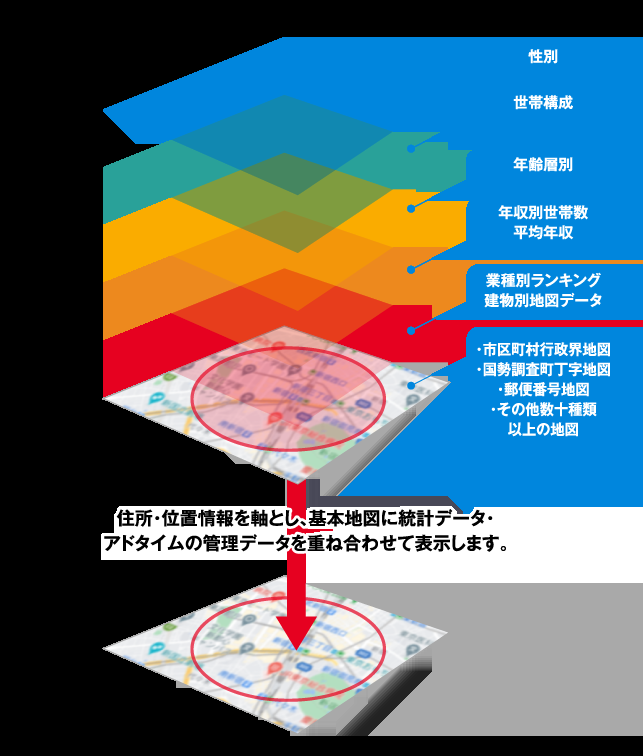 性別
世帯構成
年齢層別
年収別世帯数
平均年収
業種別ランキング
建物別地図データ
・市区町村行政界地図
・国勢調査町丁字地図
・郵便番号地図
・その他数十種類
以上の地図
住所・位置情報を軸とし、基本地図に統計データ・
アドタイムの管理データを重ね合わせて表示します。